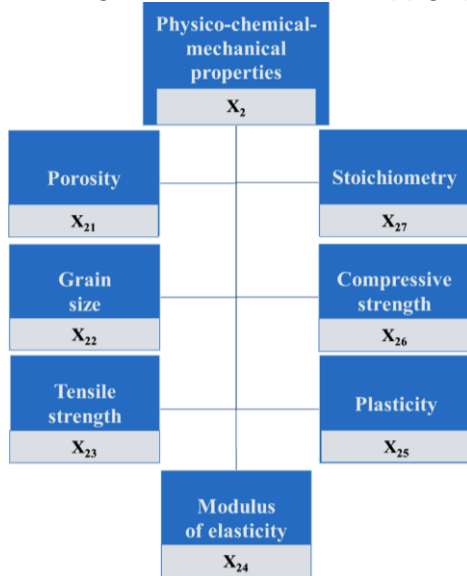 Physico-chemical-
mechanical
properties
X₂
Porosity
X₂₁
Stoichiometry
X₂₇
Grain
size
X₂₂
Compressive
strength
X₂₆
Tensile
strength
X₂₃
Plasticity
X₂₅
Modulus
of elasticity
X₂₄